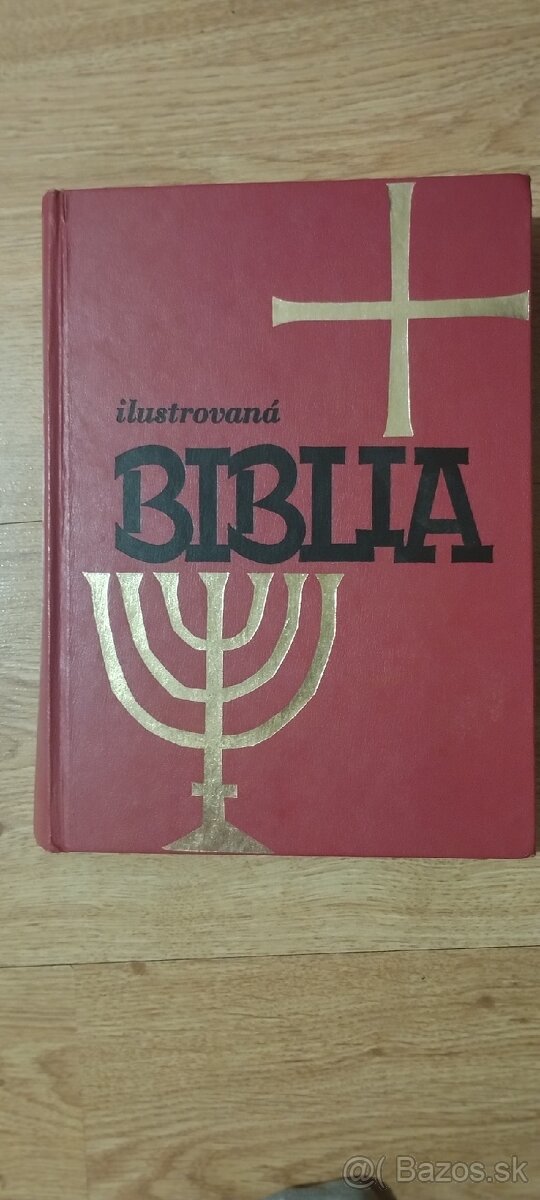 ilustrovaná
BIBLIA
@( Bazos.sk